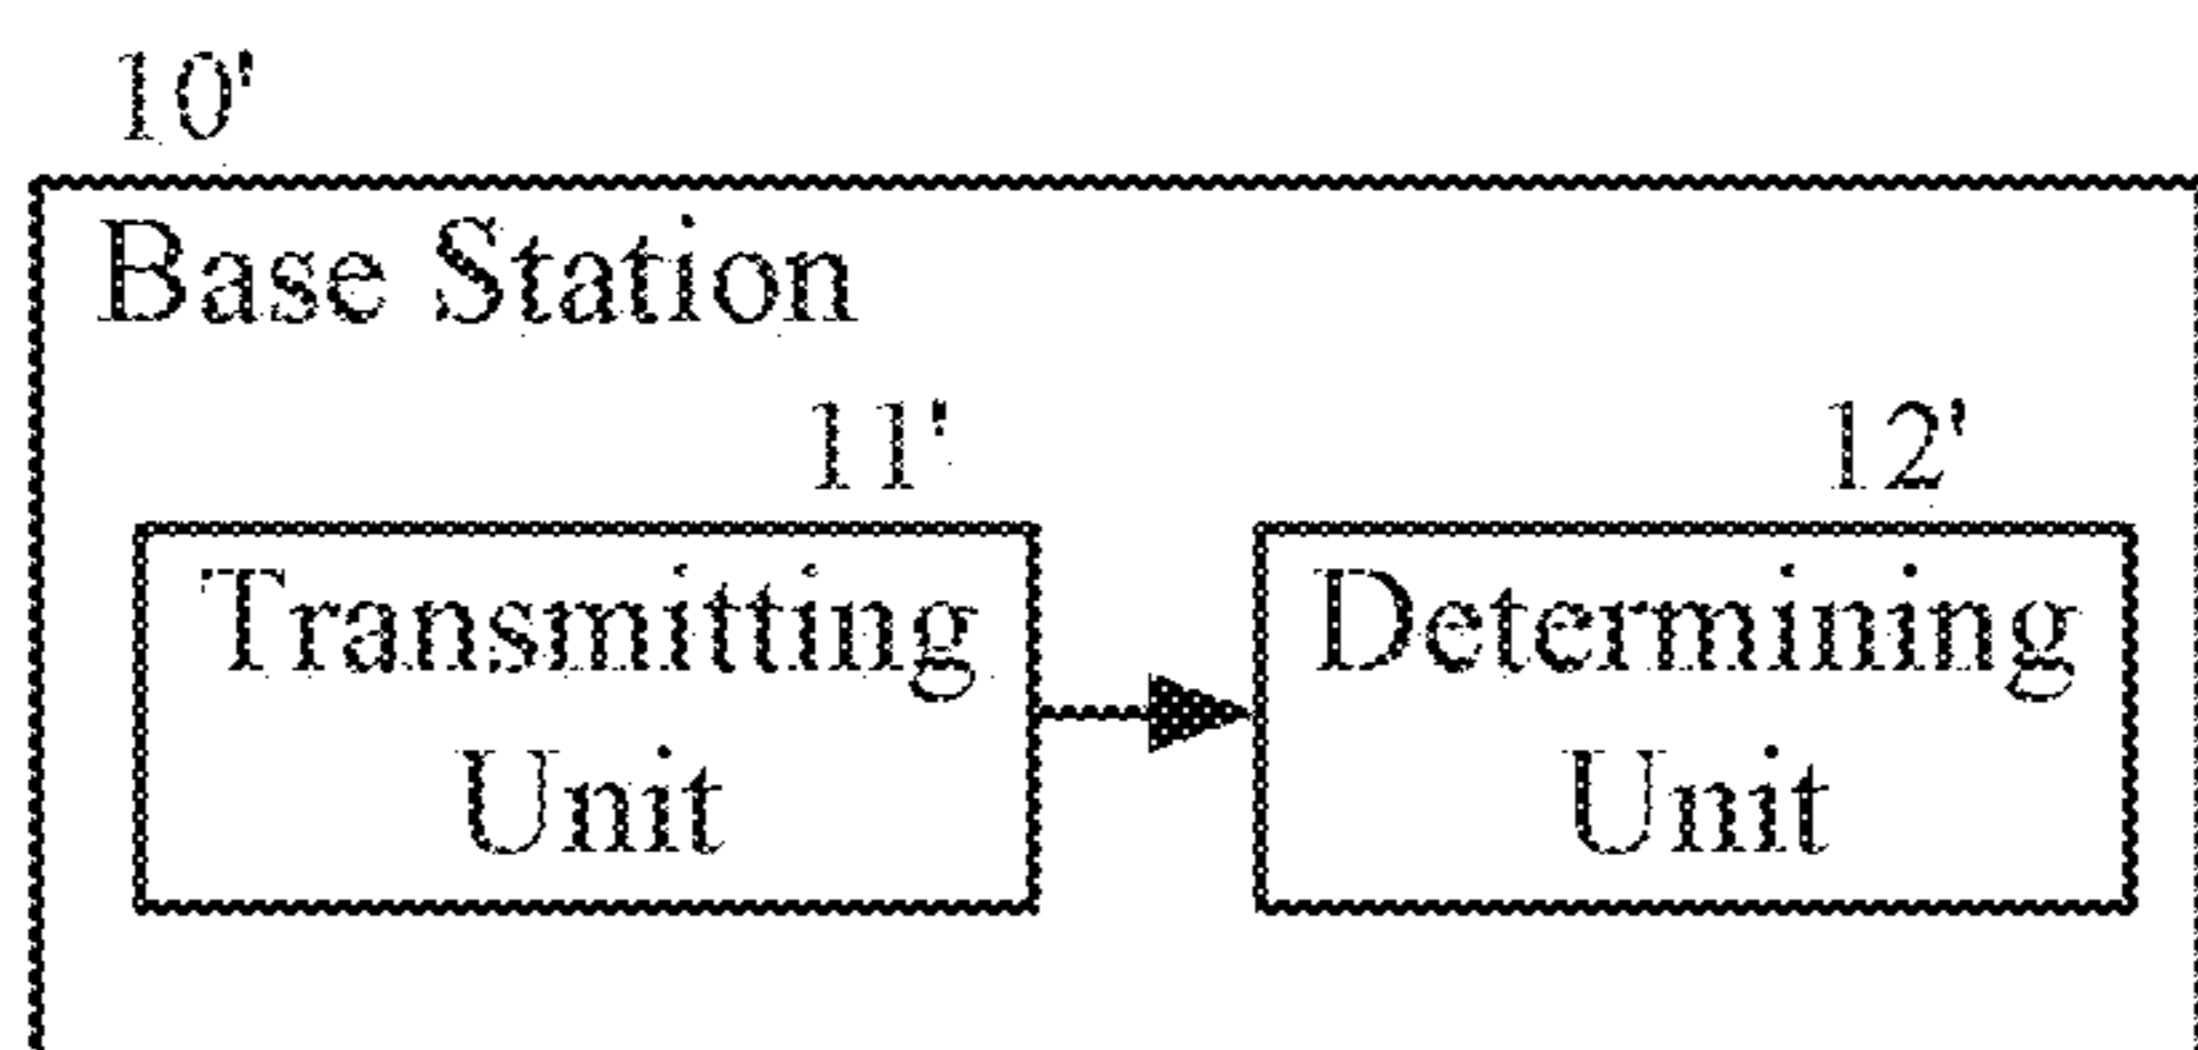 10'
Base Station
11'
12'
Transmitting
Unit
Determining
Unit